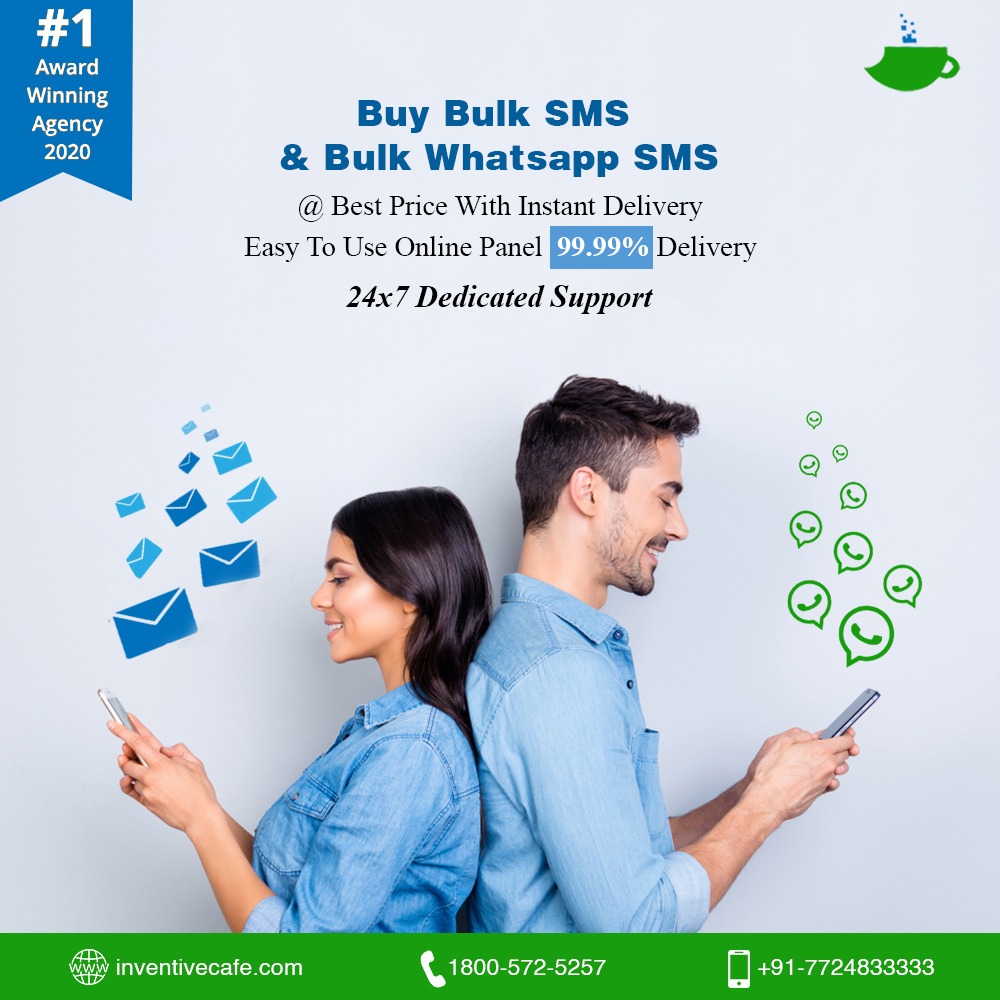 #1
Award
Winning
Agency
2020
Buy Bulk SMS
& Bulk Whatsapp SMS
@ Best Price With Instant Delivery
Easy To Use Online Panel 99.99% Delivery
24x7 Dedicated Support
www inventivecafe.com 1800-572-5257 +91-7724833333